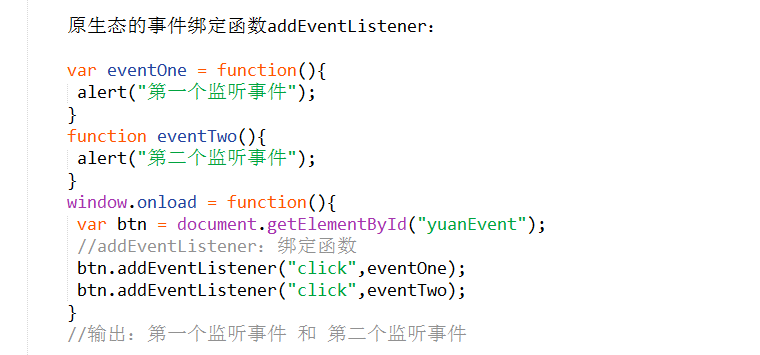 原生态的事件绑定函数addEventListener：
var eventOne = function(){
 alert("第一个监听事件");
}
function eventTwo(){
 alert("第二个监听事件");
}
window.onload = function(){
 var btn = document.getElementById("yuanEvent");
 //addEventListener：绑定函数
 btn.addEventListener("click",eventOne);
 btn.addEventListener("click",eventTwo);
}
//输出：第一个监听事件 和 第二个监听事件